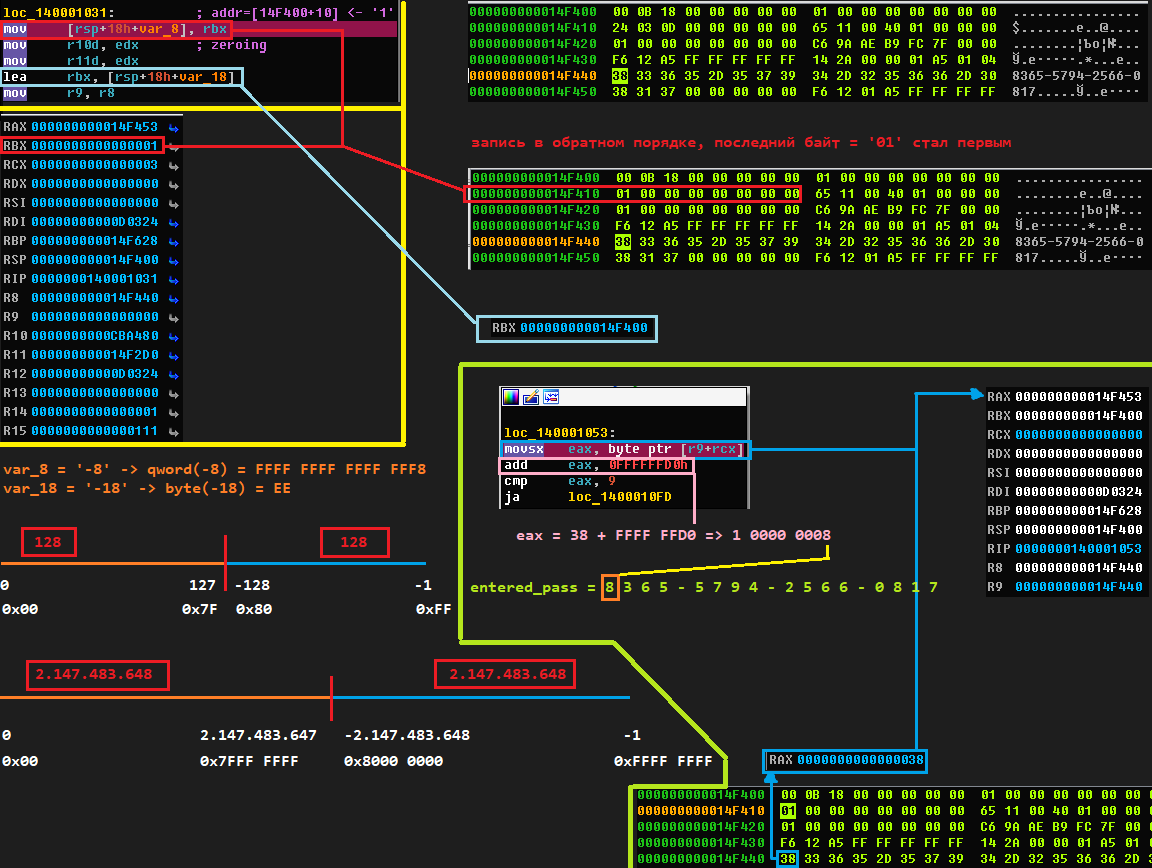 loc_140001031: ; addr=[14F400+10] <- '1'
mov [rsp+18h+var_8], rbx
mov r10d, edx ; zeroing
mov r11d, edx
lea rbx, [rsp+18h+var_18]
mov r9, r8
RAX 000000000014F453
RBX 0000000000000001
RCX 0000000000000003
RDX 0000000000000000
RSI 0000000000000000
RDI 00000000000D0324
RBP 000000000014F628
RSP 000000000014F400
RIP 0000000140001031
R8 000000000014F440
R9 0000000000000000
R10 0000000000CBA480
R11 000000000014F2D0
R12 00000000000D0324
R13 0000000000000000
R14 0000000000000001
R15 0000000000000111
000000000014F400 00 0B 18 00 00 00 00 00 01 00 00 00 00 00 00 00 ................
000000000014F410 24 03 0D 00 00 00 00 00 65 11 00 40 01 00 00 00 $.......e..@....
000000000014F420 01 00 00 00 00 00 00 00 C6 9A AE B9 FC 7F 00 00
000000000014F430 F6 12 A5 FF FF FF FF FF 14 2A 00 00 01 A5 01 04
000000000014F440 38 33 36 35 2D 35 37 39 34 2D 32 35 36 36 2D 30 8365-5794-2566-0
000000000014F450 38 31 37 00 00 00 00 00 F6 12 01 A5 FF FF FF FF
запись в обратном порядке, последний байт = '01' стал первым
000000000014F400 00 0B 18 00 00 00 00 00 01 00 00 00 00 00 00 00 ................
000000000014F410 01 00 00 00 00 00 00 00 65 11 00 40 01 00 00 00 ........e..@....
000000000014F420 01 00 00 00 00 00 00 00 C6 9A AE B9 FC 7F 00 00
000000000014F430 F6 12 A5 FF FF FF FF FF 14 2A 00 00 01 A5 01 04
000000000014F440 38 33 36 35 2D 35 37 39 34 2D 32 35 36 36 2D 30 8365-5794-2566-0
000000000014F450 38 31 37 00 00 00 00 00 F6 12 01 A5 FF FF FF FF
RBX 000000000014F400
loc_140001053:
movsx eax, byte ptr [r9+rcx]
add eax, 0FFFFFFD0h
cmp eax, 9
ja loc_1400010FD
eax = 38 + FFFF FFD0 => 1 0000 0008
entered_pass = 8 3 6 5 - 5 7 9 4 - 2 5 6 6 - 0 8 1 7
RAX 000000000014F453
RBX 000000000014F400
RCX 0000000000000000
RDX 0000000000000000
RSI 0000000000000000
RDI 00000000000D0324
RBP 000000000014F628
RSP 000000000014F400
RIP 0000000140001053
R8 000000000014F440
R9 000000000014F440
var_8 = '-8' -> qword(-8) = FFFF FFFF FFFF FFF8
var_18 = '-18' -> byte(-18) = EE
128 128
0 127 -128 -1
0x00 0x7F 0x80 0xFF
2.147.483.648 2.147.483.648
0 2.147.483.647 -2.147.483.648 -1
0x00 0x7FFF FFFF 0x8000 0000 0xFFFF FFFF
RAX 0000000000000038
000000000014F400 00 0B 18 00 00 00 00 00 01 00 00 00 00 00 0
000000000014F410 01 00 00 00 00 00 00 00 65 11 00 40 01 00 0
000000000014F420 01 00 00 00 00 00 00 00 C6 9A AE B9 FC 7F 0
000000000014F430 F6 12 A5 FF FF FF FF FF 14 2A 00 00 01 A5 0
000000000014F440 38 33 36 35 2D 35 37 39 34 2D 32 35 36 36 2